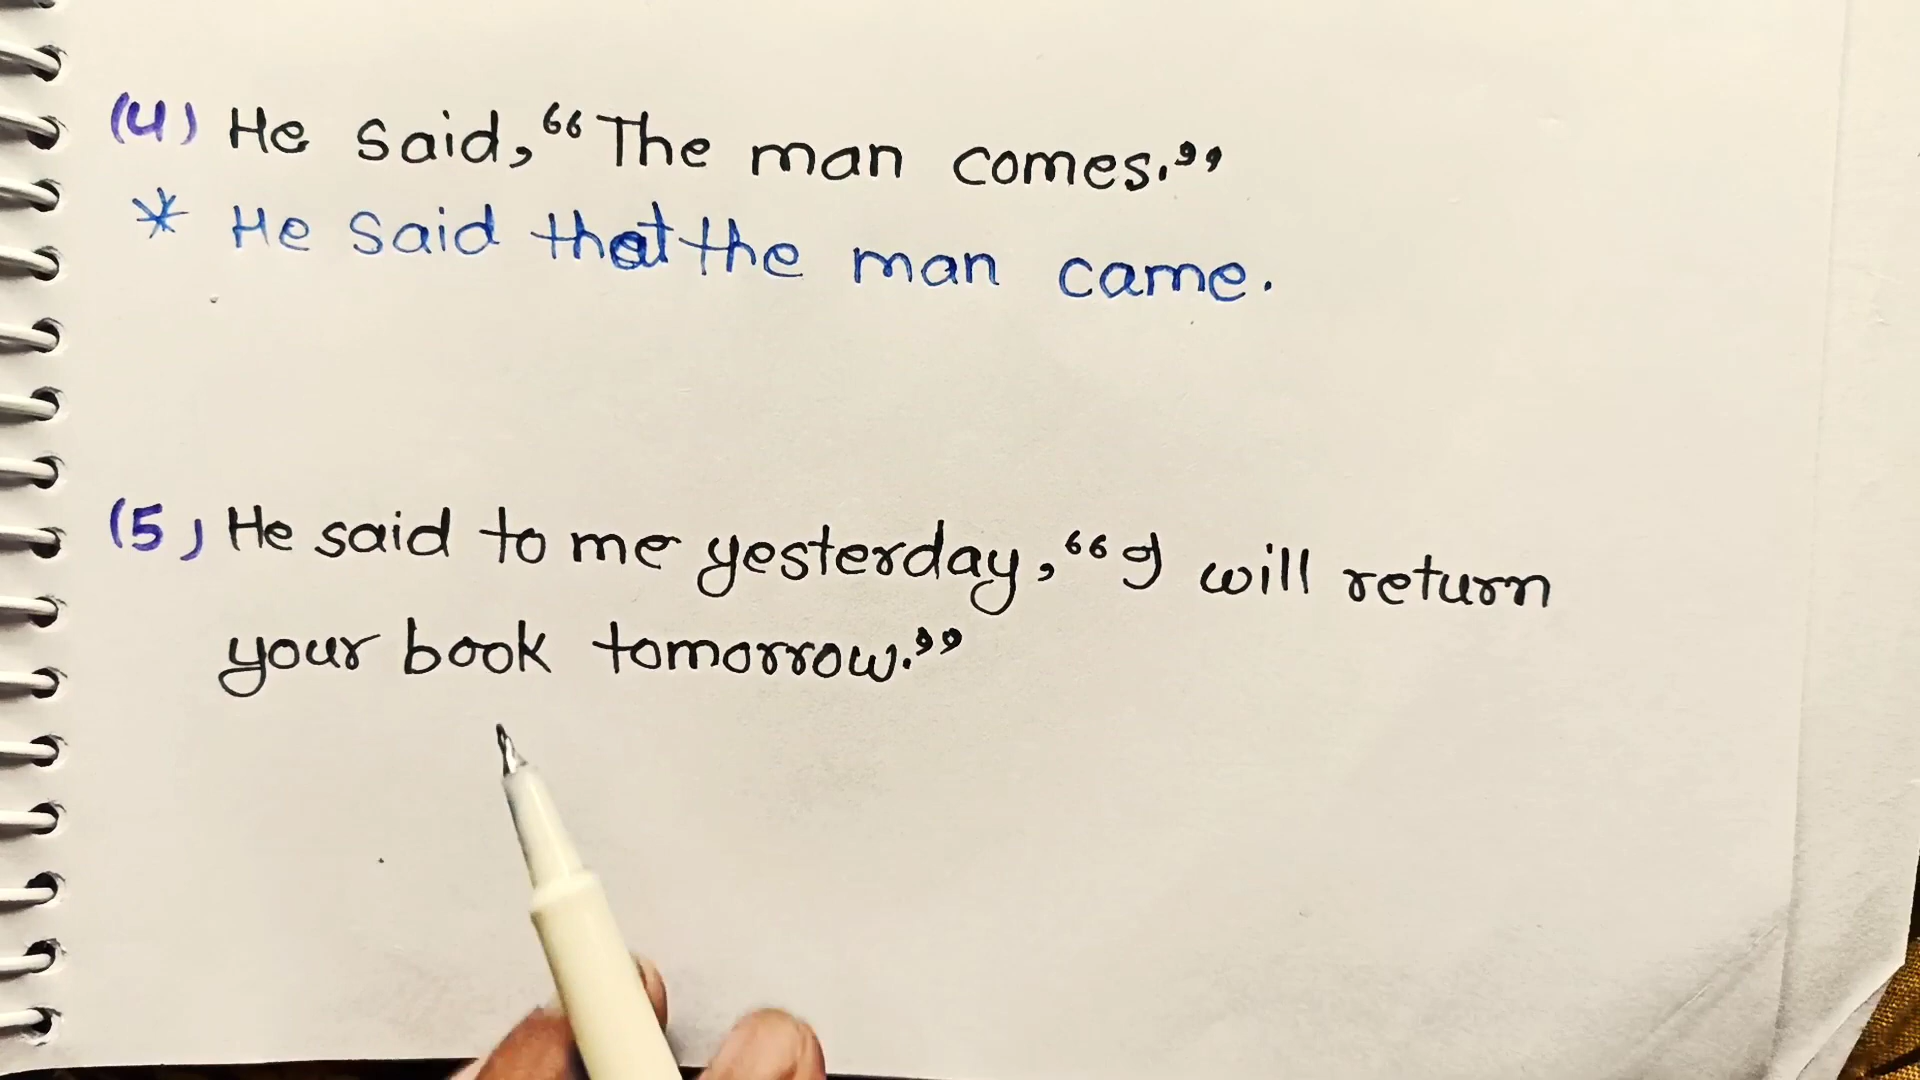 (4) He said, “The man comes.”
* He said that the man came.
(5) He said to me yesterday, “I will return
your book tomorrow.”